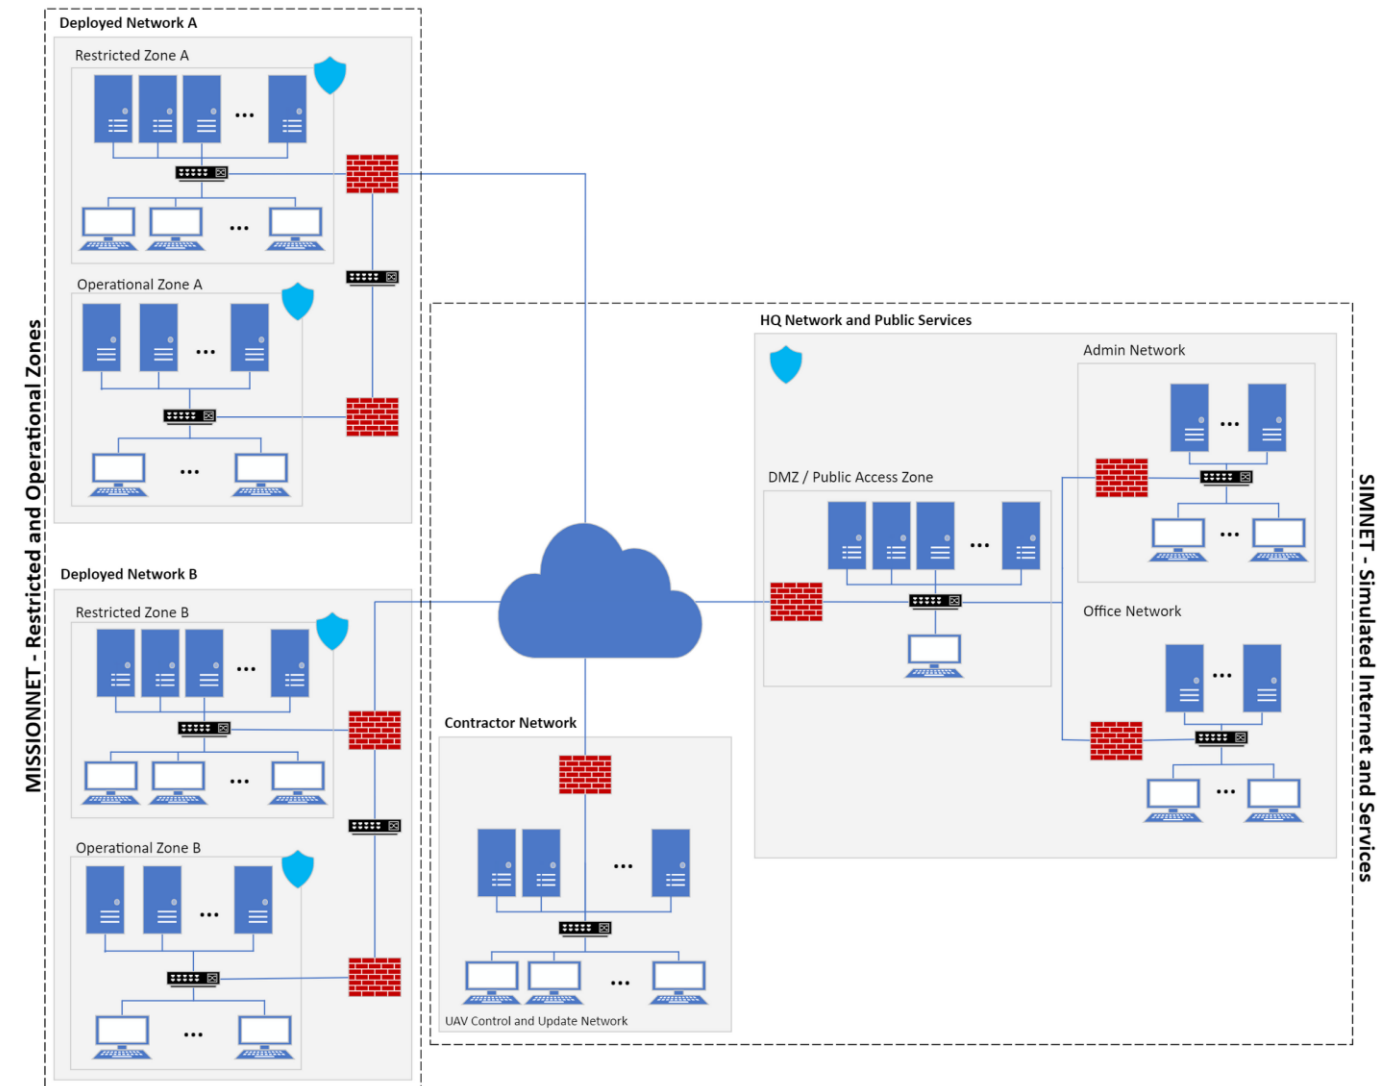 Deployed Network A
Restricted Zone A
...
Operational Zone A
...
MISSIONNET - Restricted and Operational Zones
Deployed Network B
Restricted Zone B
...
Operational Zone B
...
HQ Network and Public Services
Admin Network
DMZ / Public Access Zone
Office Network
Contractor Network
UAV Control and Update Network
SIMNET - Simulated Internet and Services